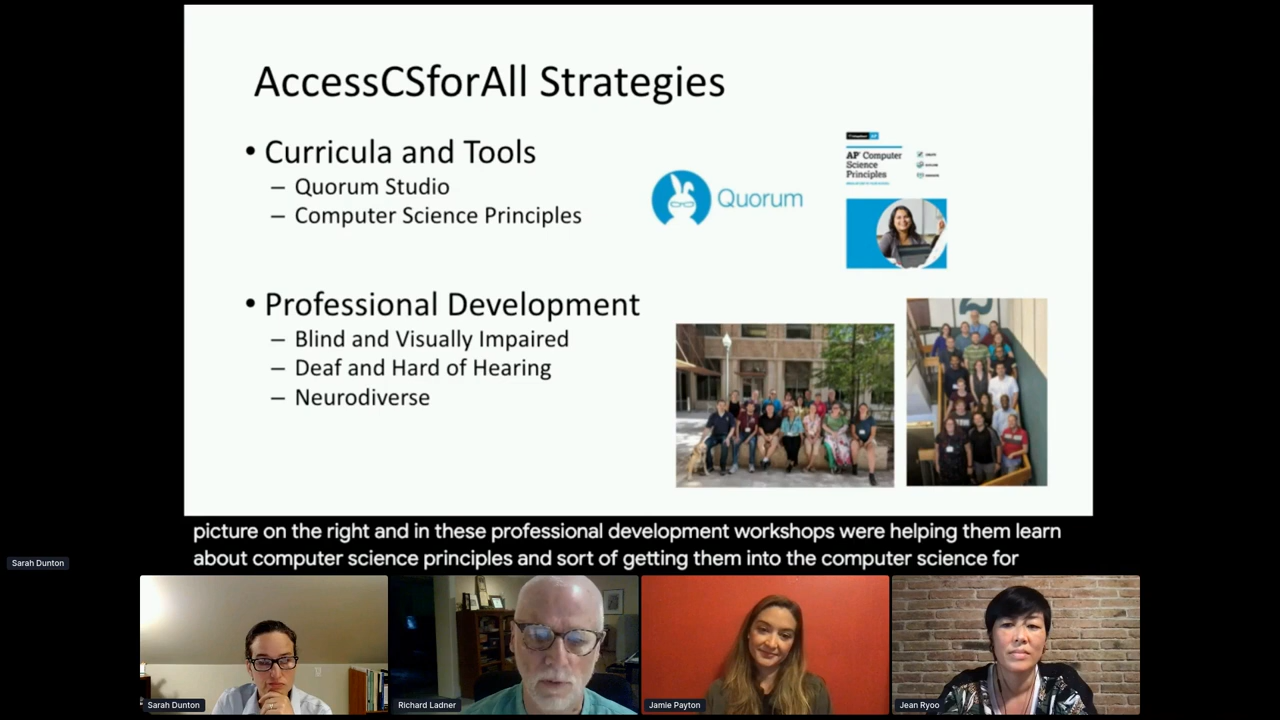 AccessCSforAll Strategies
• Curricula and Tools
– Quorum Studio
– Computer Science Principles
Quorum
AP® Computer
Science
Principles
• Professional Development
– Blind and Visually Impaired
– Deaf and Hard of Hearing
– Neurodiverse
picture on the right and in these professional development workshops were helping them learn
about computer science principles and sort of getting them into the computer science for
Sarah Dunton
Sarah Dunton
Richard Ladner
Jamie Payton
Jean Ryoo